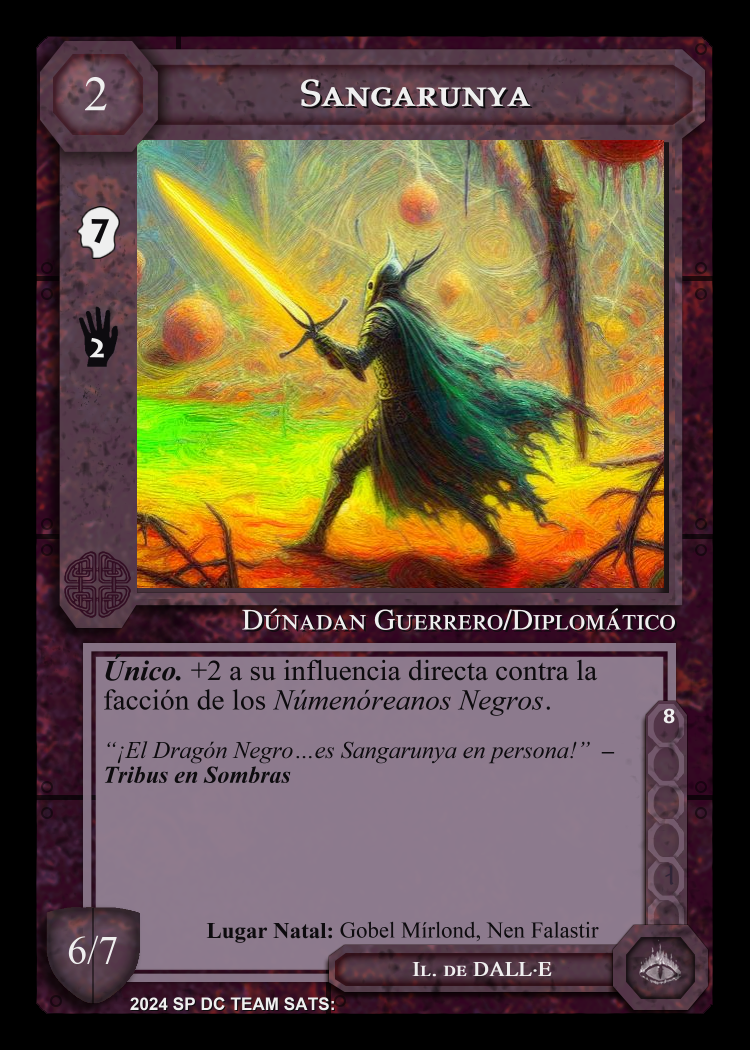 2
Sangarunya
7
2
Dúnadan Guerrero/Diplomático
Único. +2 a su influencia directa contra la
facción de los Númenóreanos Negros.
8
“¡El Dragón Negro…es Sangarunya en persona!” –
Tribus en Sombras
Lugar Natal: Gobel Mírlond, Nen Falastir
6/7
Il. de DALL·E
2024 SP DC TEAM SATS: